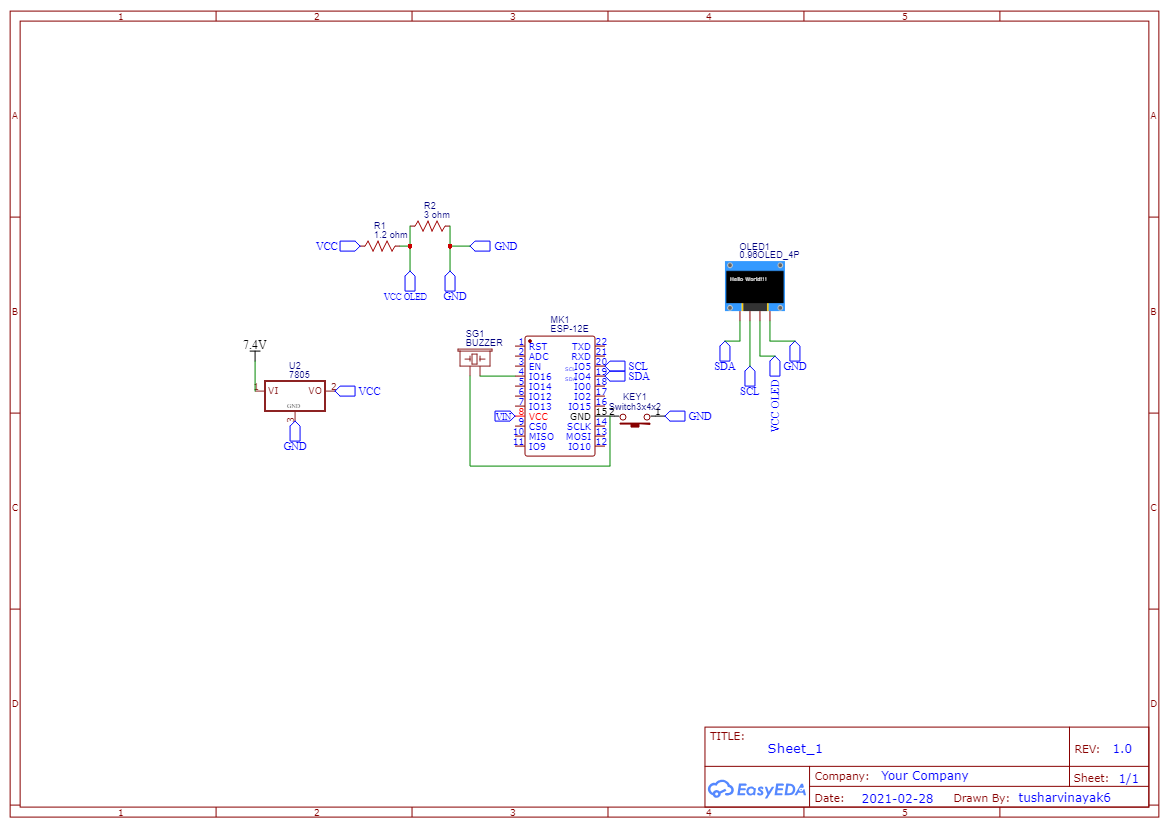 1 2 3 4 5
A A
B B
C C
D D
R2
3 ohm
R1
1.2 ohm
VCC
GND
VCC OLED
GND
OLED1
0.96OLED_4P
Hello World!!!
SDA
SCL
VCC OLED
GND
7.4V
U2
7805
1 VI VO 2
VCC
GND
3
GND
SG1
BUZZER
MK1
ESP-12E
1 RST TXD 22
2 ADC RXD 21
3 EN IO5 20 SCL
4 IO16 IO4 19 SDA
5 IO14 IO0 18
6 IO12 IO2 17
7 IO13 IO15 16
VIN 8 VCC GND 15
9 CS0 SCLK 14
10 MISO MOSI 13
11 IO9 IO10 12
KEY1
Switch3x4x2
2 1
GND
TITLE:
Sheet_1
REV: 1.0
EasyEDA
Company: Your Company
Sheet: 1/1
Date: 2021-02-28 Drawn By: tusharvinayak6
1 2 3 4 5